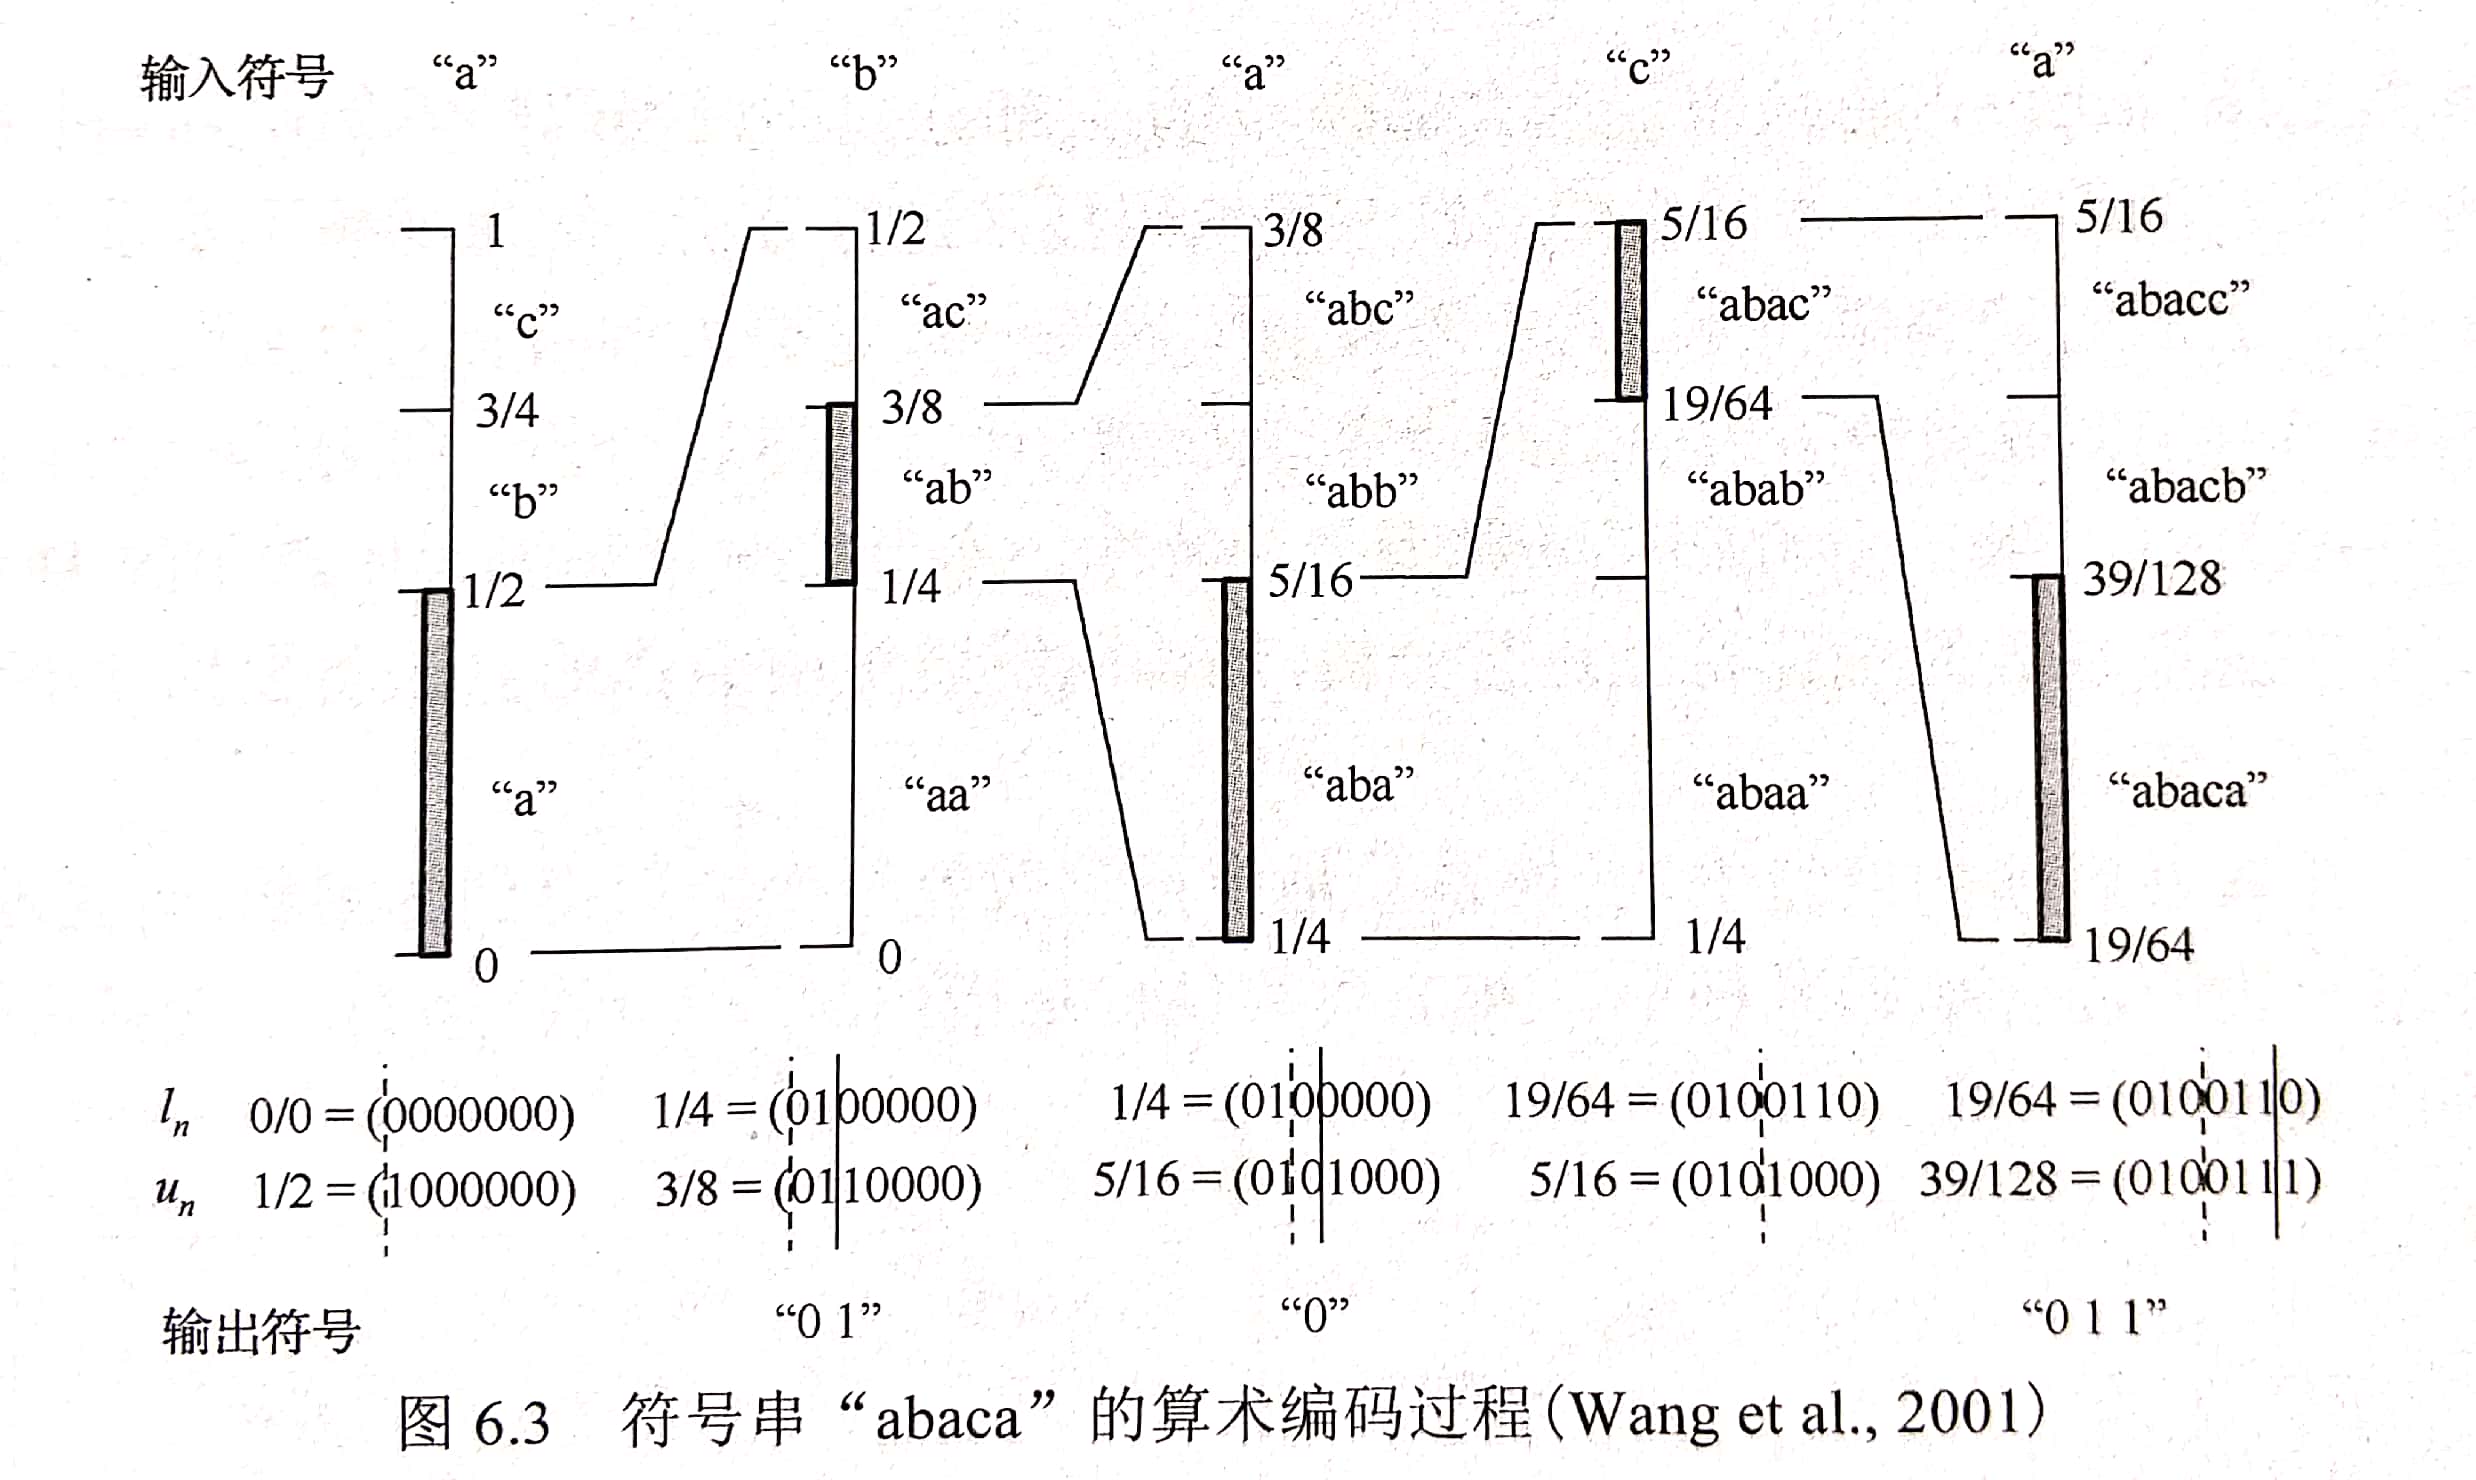 输入符号 “a” “b” “a” “c” “a”
1 1/2 3/8 5/16 5/16
“c” “ac” “abc” “abac” “abacc”
3/4 3/8 19/64
“b” “ab” “abb” “abab” “abacb”
1/2 1/4 5/16 39/128
“a” “aa” “aba” “abaa” “abaca”
0 0 1/4 1/4 19/64
lₙ 0/0 = (0000000) 1/4 = (0100000) 1/4 = (0100000) 19/64 = (0100110) 19/64 = (0100110)
uₙ 1/2 = (1000000) 3/8 = (0110000) 5/16 = (0101000) 5/16 = (0101000) 39/128 = (0100111)
输出符号 “0 1” “0” “0 1 1”
图 6.3 符号串“abaca”的算术编码过程(Wang et al., 2001)